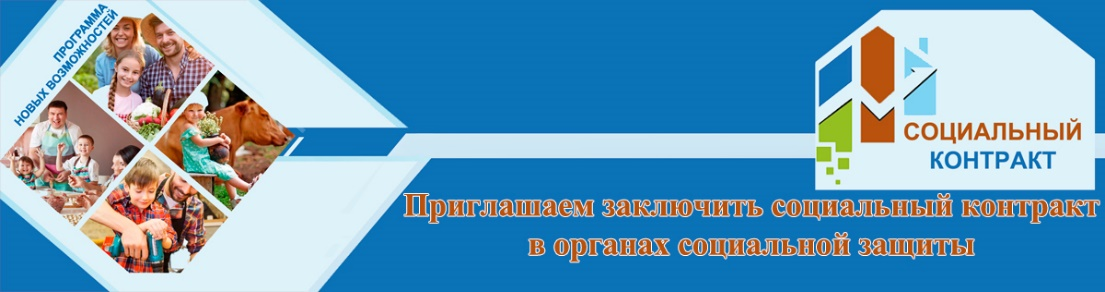 ПРОГРАММА
НОВЫХ ВОЗМОЖНОСТЕЙ
СОЦИАЛЬНЫЙ
КОНТРАКТ
Приглашаем заключить социальный контракт
в органах социальной защиты